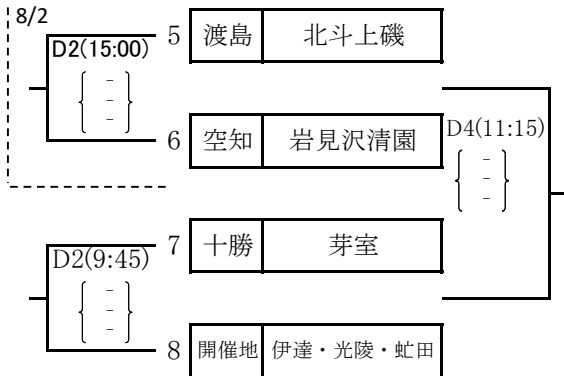 8/2
D2(15:00)
5 渡島 北斗上磯
{ - - - }
6 空知 岩見沢清園
D4(11:15)
{ - - - }
7 十勝 芽室
D2(9:45)
{ - - - }
8 開催地 伊達・光陵・虻田